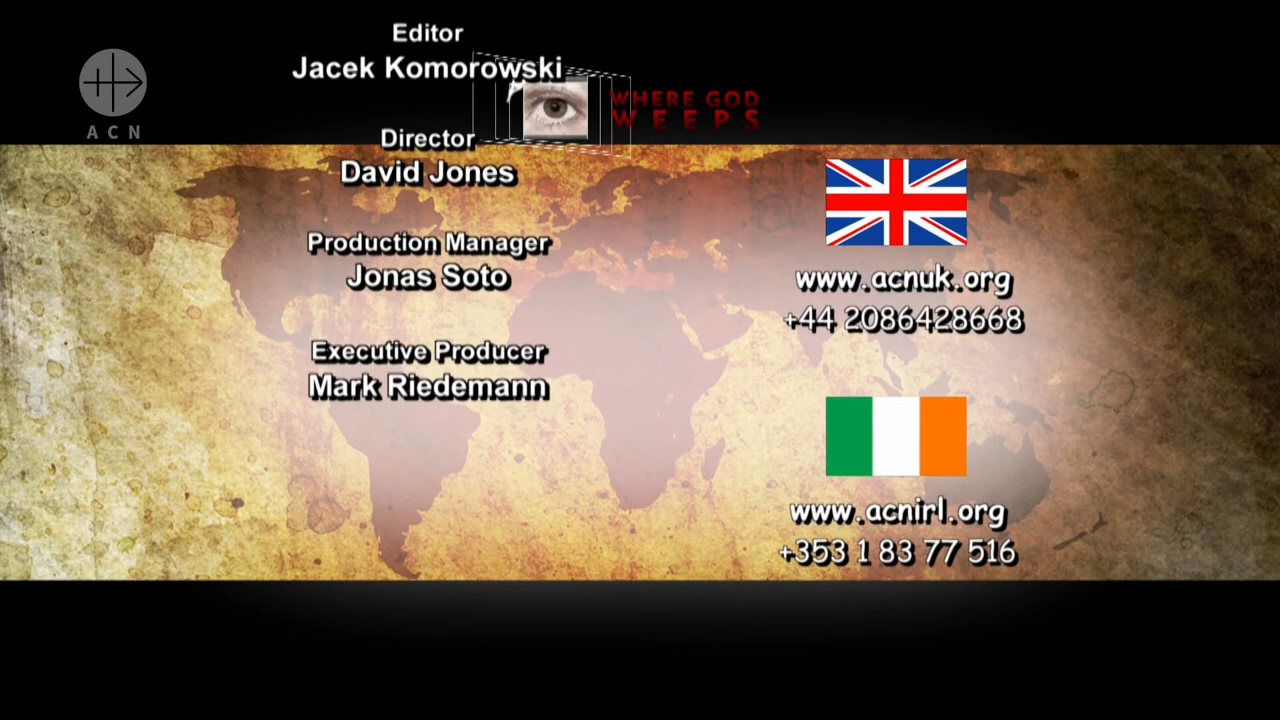 Editor
Jacek Komorowski
ACN
WHERE GOD
WEEPS
Director
David Jones
Production Manager
Jonas Soto
Executive Producer
Mark Riedemann
www.acnuk.org
+44 2086428668
www.acnirl.org
+353 1 83 77 516